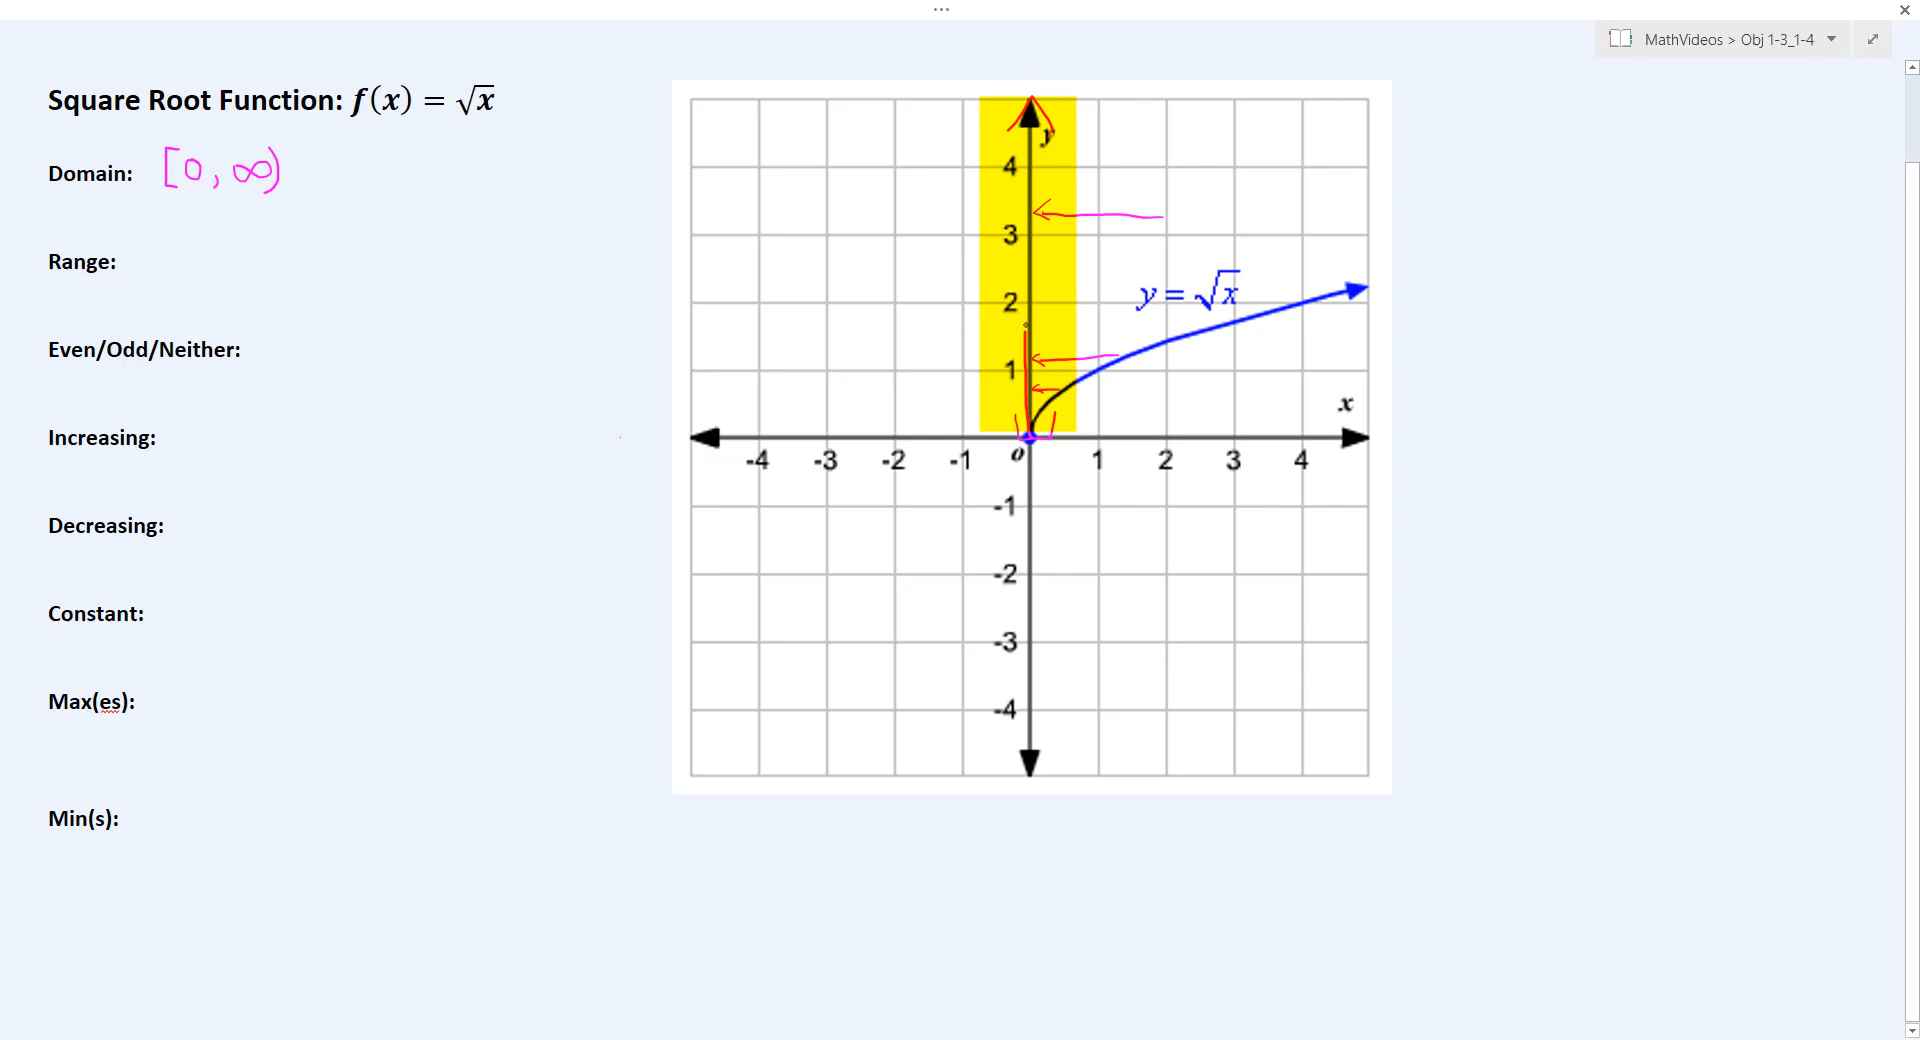 ...
MathVideos > Obj 1-3_1-4
Square Root Function: f(x) = √x
Domain: [0, ∞)
Range:
Even/Odd/Neither:
Increasing:
Decreasing:
Constant:
Max(es):
Min(s):
y
4
3
2
1
y = √x
x
-4 -3 -2 -1 o 1 2 3 4
-1
-2
-3
-4